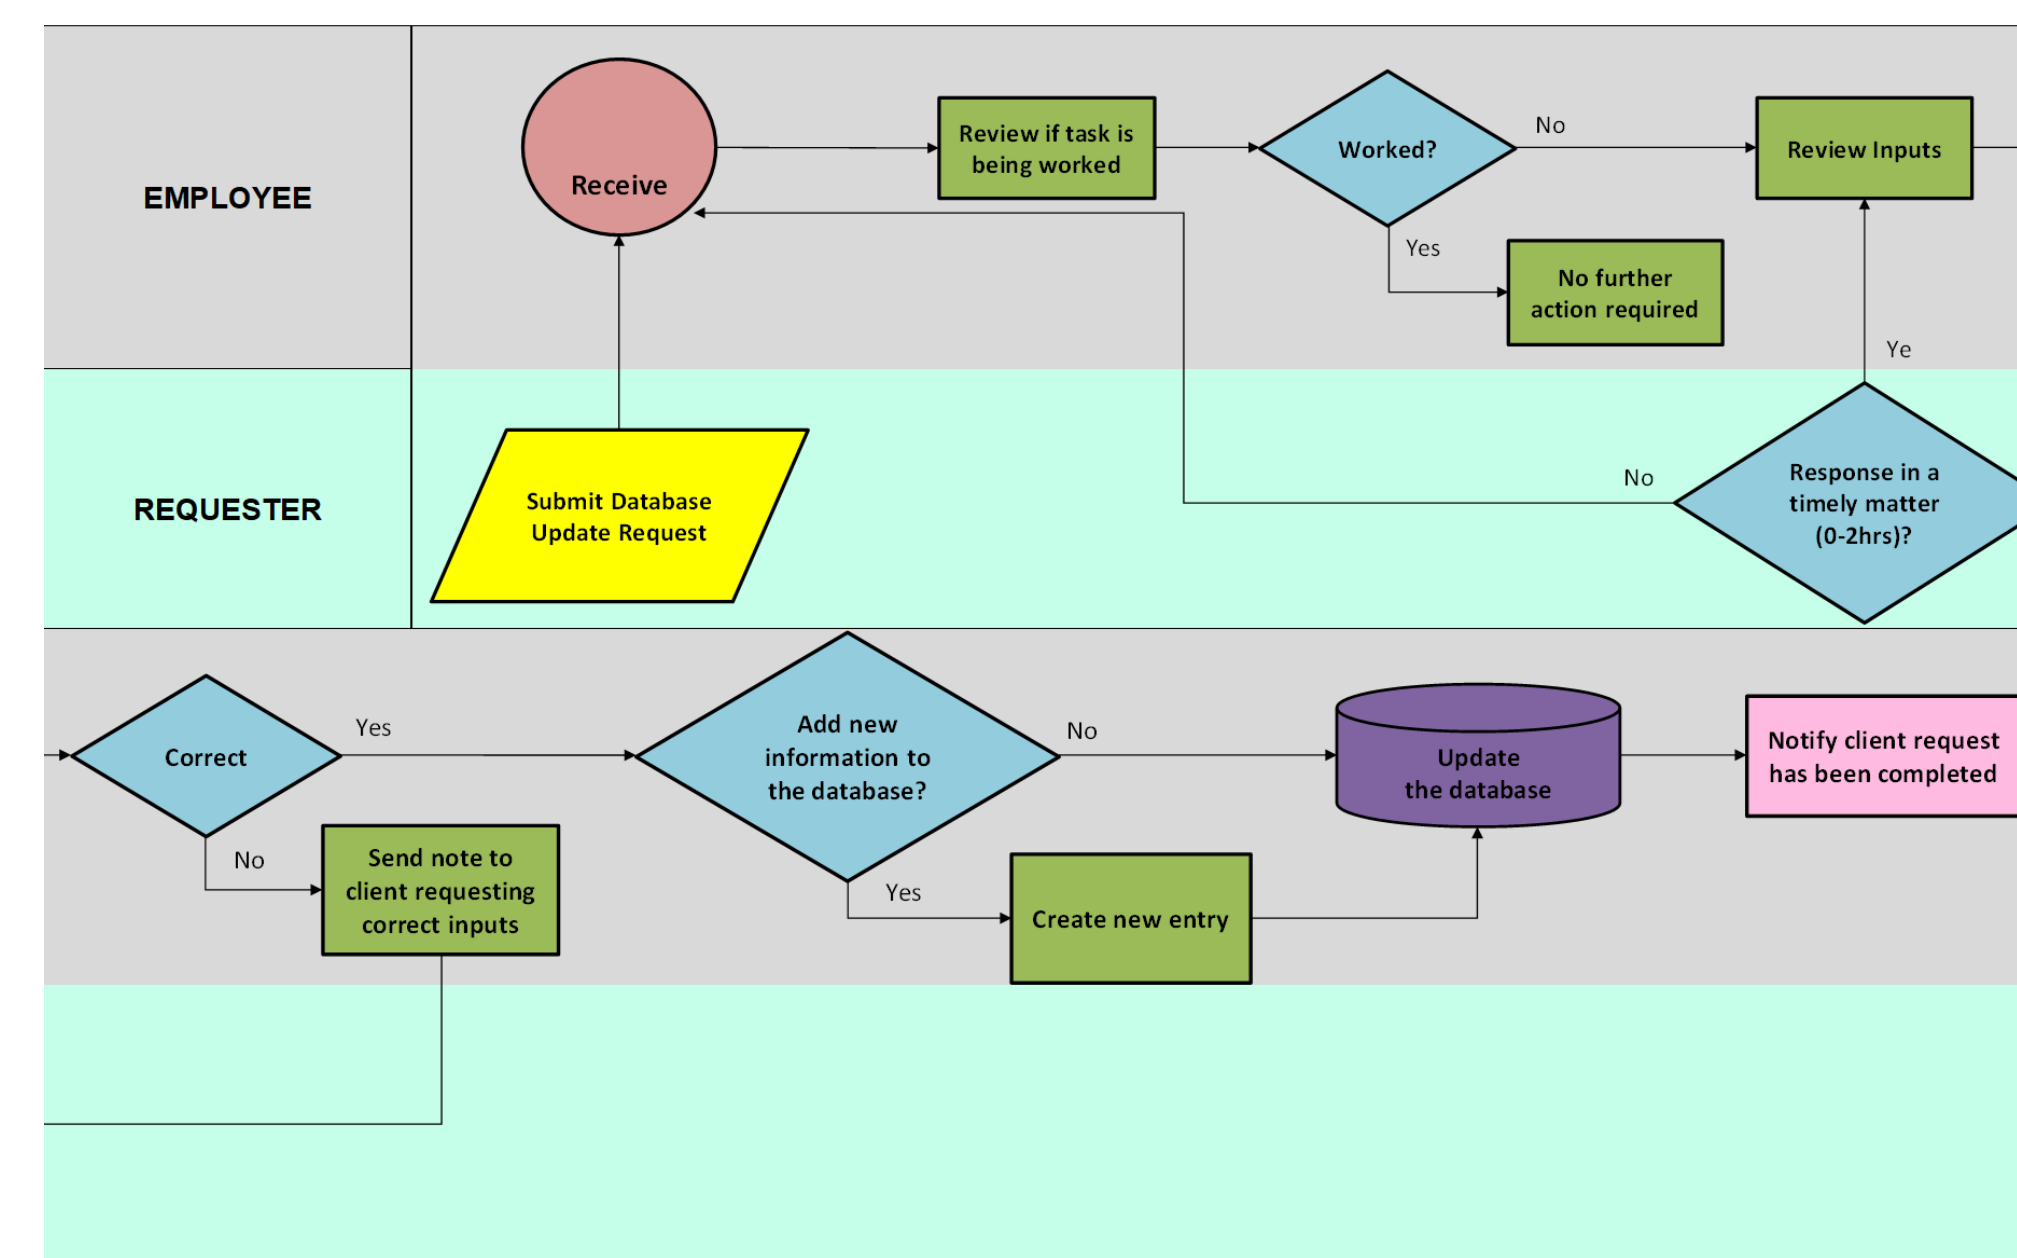 EMPLOYEE
Receive
Review if task is
being worked
Worked?
No
Review Inputs
Yes
No further
action required
Ye
REQUESTER
Submit Database
Update Request
No
Response in a
timely matter
(0-2hrs)?
Correct
Yes
No
Send note to
client requesting
correct inputs
Add new
information to
the database?
No
Yes
Create new entry
Update
the database
Notify client request
has been completed